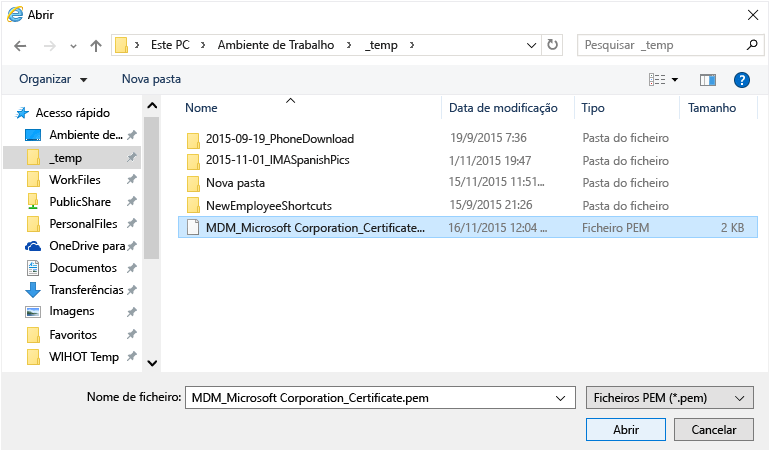 Abrir
Este PC > Ambiente de Trabalho > _temp >
Pesquisar _temp
Organizar Nova pasta
Acesso rápido
Ambiente de...
_temp
WorkFiles
PublicShare
PersonalFiles
OneDrive para
Documentos
Transferências
Imagens
Favoritos
WIHOT Temp
Nome Data de modificação Tipo Tamanho
2015-09-19_PhoneDownload 19/9/2015 7:36 Pasta do ficheiro
2015-11-01_IMASpanishPics 1/11/2015 19:47 Pasta do ficheiro
Nova pasta 15/11/2015 11:51... Pasta do ficheiro
NewEmployeeShortcuts 15/9/2015 21:26 Pasta do ficheiro
MDM_Microsoft Corporation_Certificate... 16/11/2015 12:04 ... Ficheiro PEM 2 KB
Nome de ficheiro: MDM_Microsoft Corporation_Certificate.pem Ficheiros PEM (*.pem)
Abrir Cancelar